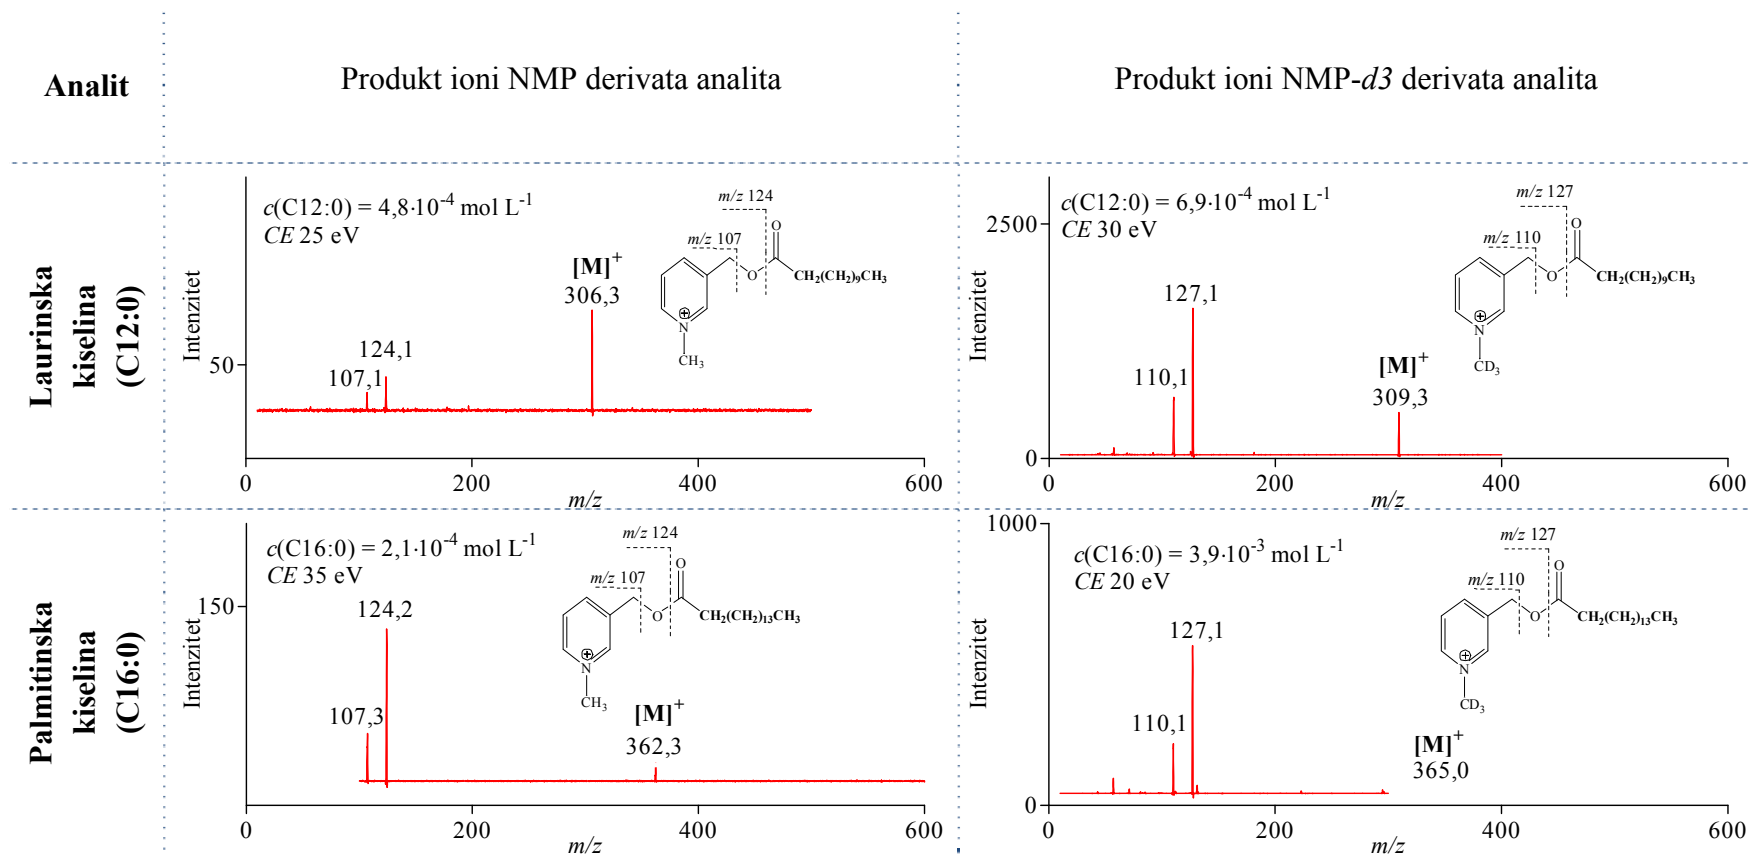 Analit
Produkt ioni NMP derivata analita
Produkt ioni NMP-d3 derivata analita
Laurinska
kiselina
(C12:0)
Intenzitet
50
c(C12:0) = 4,8·10⁻⁴ mol L⁻¹
CE 25 eV
107,1
124,1
[M]⁺
306,3
m/z 124
m/z 107
O
O
CH₂(CH₂)₉CH₃
⊕
N
CH₃
0
200
400
600
m/z
Intenzitet
2500
0
c(C12:0) = 6,9·10⁻⁴ mol L⁻¹
CE 30 eV
110,1
127,1
[M]⁺
309,3
m/z 127
m/z 110
O
O
CH₂(CH₂)₉CH₃
⊕
N
CD₃
0
200
400
600
m/z
Palmitinska
kiselina
(C16:0)
Intenzitet
150
c(C16:0) = 2,1·10⁻⁴ mol L⁻¹
CE 35 eV
107,3
124,2
[M]⁺
362,3
m/z 124
m/z 107
O
O
CH₂(CH₂)₁₃CH₃
⊕
N
CH₃
0
200
400
600
m/z
Intenzitet
1000
0
c(C16:0) = 3,9·10⁻³ mol L⁻¹
CE 20 eV
110,1
127,1
[M]⁺
365,0
m/z 127
m/z 110
O
O
CH₂(CH₂)₁₃CH₃
⊕
N
CD₃
0
200
400
600
m/z